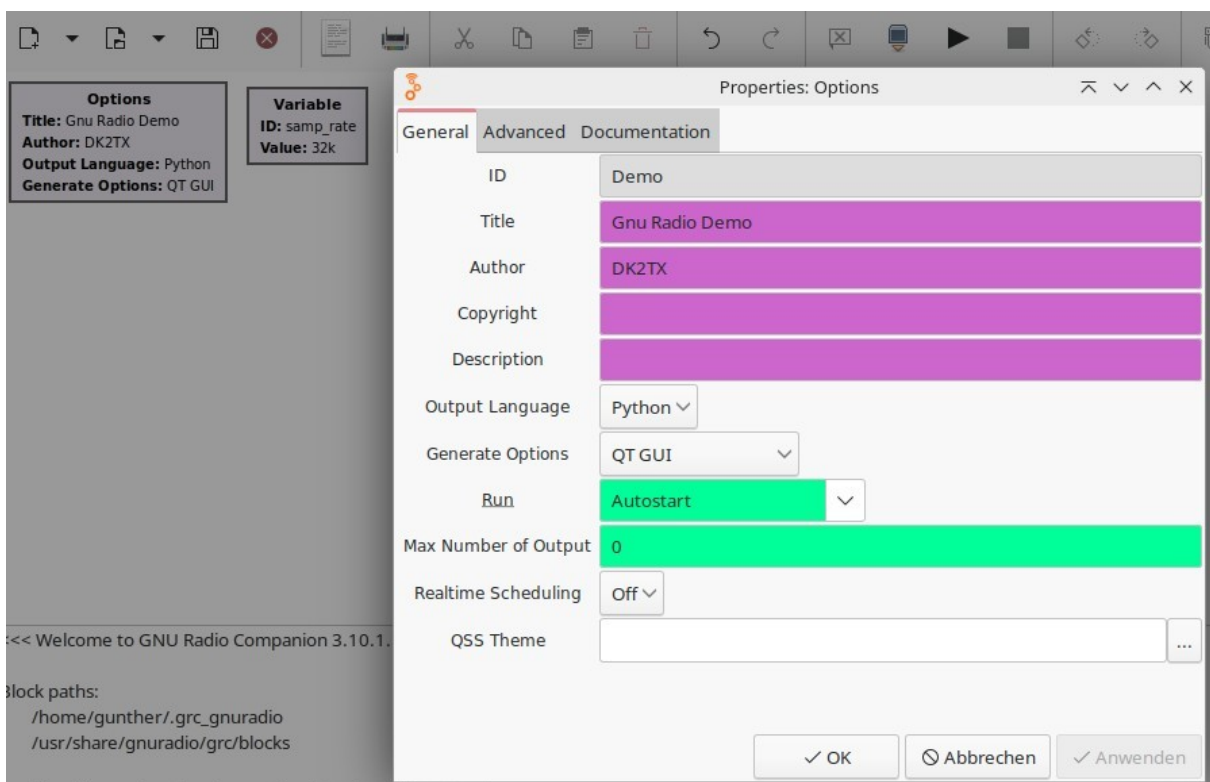 Options
Title: Gnu Radio Demo
Author: DK2TX
Output Language: Python
Generate Options: QT GUI
Variable
ID: samp_rate
Value: 32k
Properties: Options
General Advanced Documentation
ID Demo
Title Gnu Radio Demo
Author DK2TX
Copyright
Description
Output Language Python
Generate Options QT GUI
Run Autostart
Max Number of Output 0
Realtime Scheduling Off
QSS Theme ...
OK Abbrechen Anwenden
<<< Welcome to GNU Radio Companion 3.10.1.
Block paths:
/home/gunther/.grc_gnuradio
/usr/share/gnuradio/grc/blocks